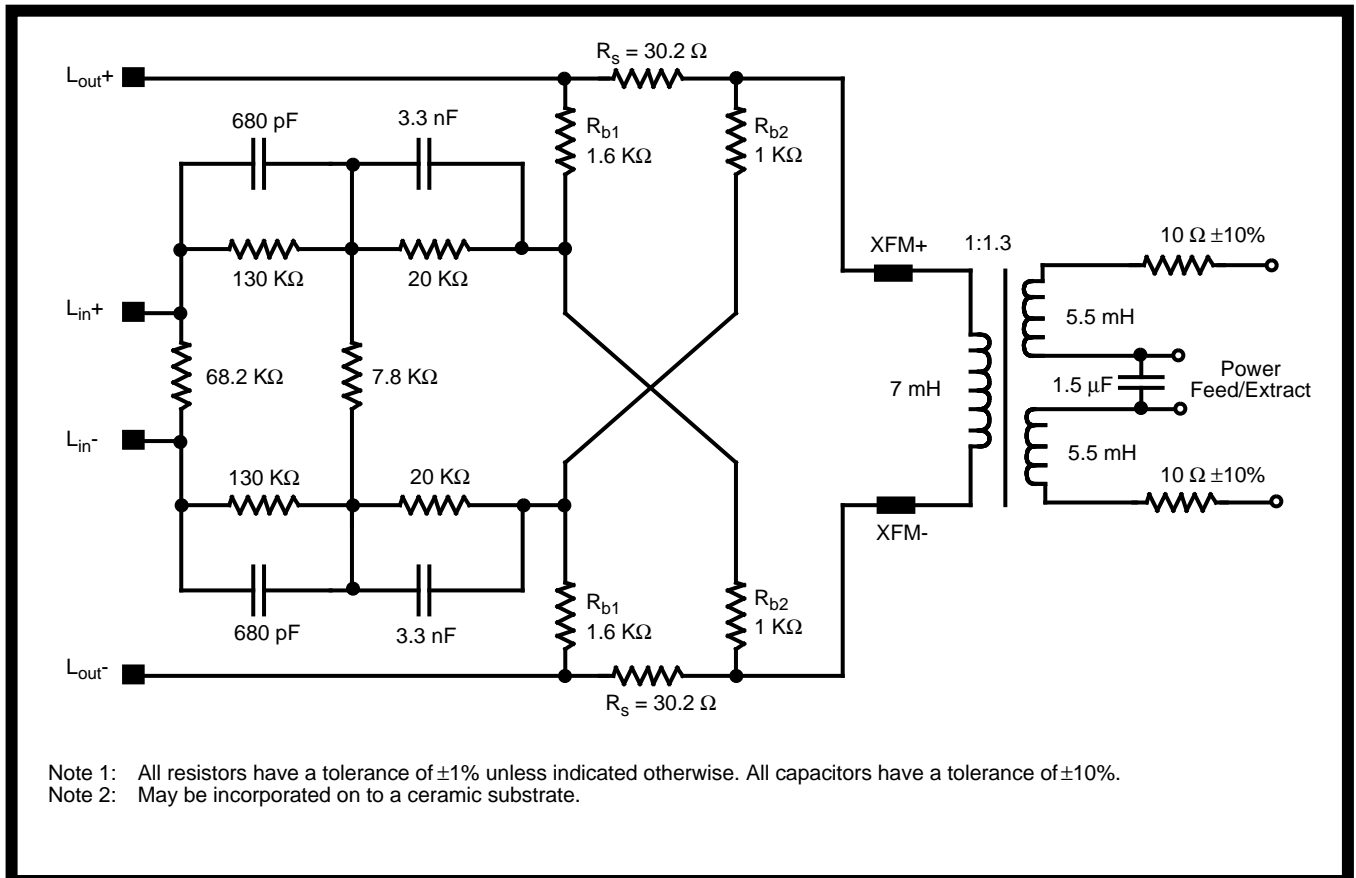 Rs = 30.2 Ω
Lout+
680 pF
3.3 nF
Rb1
1.6 KΩ
Rb2
1 KΩ
130 KΩ
20 KΩ
XFM+
1:1.3
10 Ω ±10%
Lin+
5.5 mH
68.2 KΩ
7.8 KΩ
7 mH
1.5 µF
Power
Feed/Extract
Lin-
5.5 mH
130 KΩ
20 KΩ
10 Ω ±10%
XFM-
Rb1
1.6 KΩ
Rb2
1 KΩ
680 pF
3.3 nF
Lout-
Rs = 30.2 Ω
Note 1: All resistors have a tolerance of ±1% unless indicated otherwise. All capacitors have a tolerance of ±10%.
Note 2: May be incorporated on to a ceramic substrate.